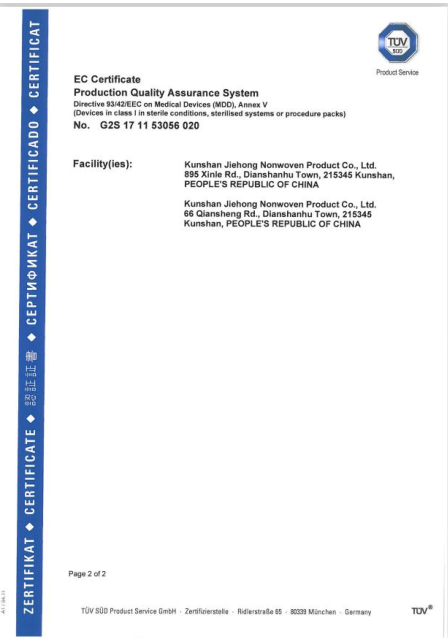 TÜV
SÜD
Product Service
EC Certificate
Production Quality Assurance System
Directive 93/42/EEC on Medical Devices (MDD), Annex V
(Devices in class I in sterile conditions, sterilised systems or procedure packs)
No. G2S 17 11 53056 020
Facility(ies):
Kunshan Jiehong Nonwoven Product Co., Ltd.
895 Xinle Rd., Dianshanhu Town, 215345 Kunshan,
PEOPLE'S REPUBLIC OF CHINA
Kunshan Jiehong Nonwoven Product Co., Ltd.
66 Qiansheng Rd., Dianshanhu Town, 215345
Kunshan, PEOPLE'S REPUBLIC OF CHINA
ZERTIFIKAT ◆ CERTIFICATE ◆ 認証証書 ◆ СЕРТИФИКАТ ◆ CERTIFICADO ◆ CERTIFICAT
Page 2 of 2
TÜV SÜD Product Service GmbH - Zertifizierstelle - Ridlerstraße 65 - 80339 München - Germany
TÜV®